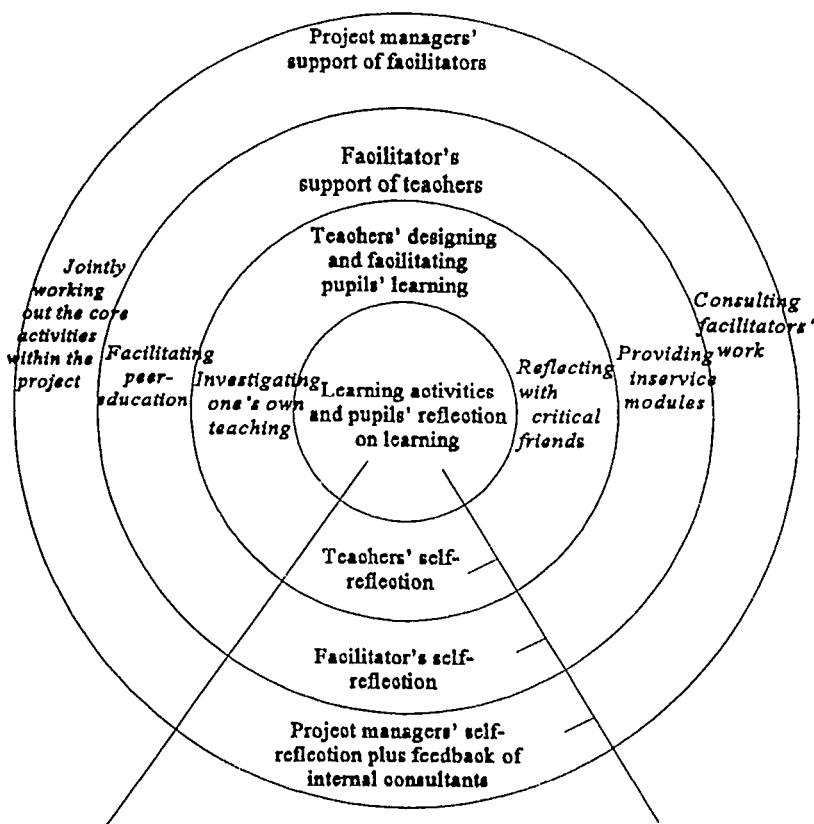 Project managers'
support of facilitators
Facilitator's
support of teachers
Teachers' designing
and facilitating
pupils' learning
Jointly
working
out the core
activities
within the
project
Facilitating
peer-
education
Investigating
one's own
teaching
Learning activities
and pupils' reflection
on learning
Reflecting
with
critical
friends
Providing
inservice
modules
Consulting
facilitators'
work
Teachers' self-
reflection
Facilitator's self-
reflection
Project managers' self-
reflection plus feedback of
internal consultants